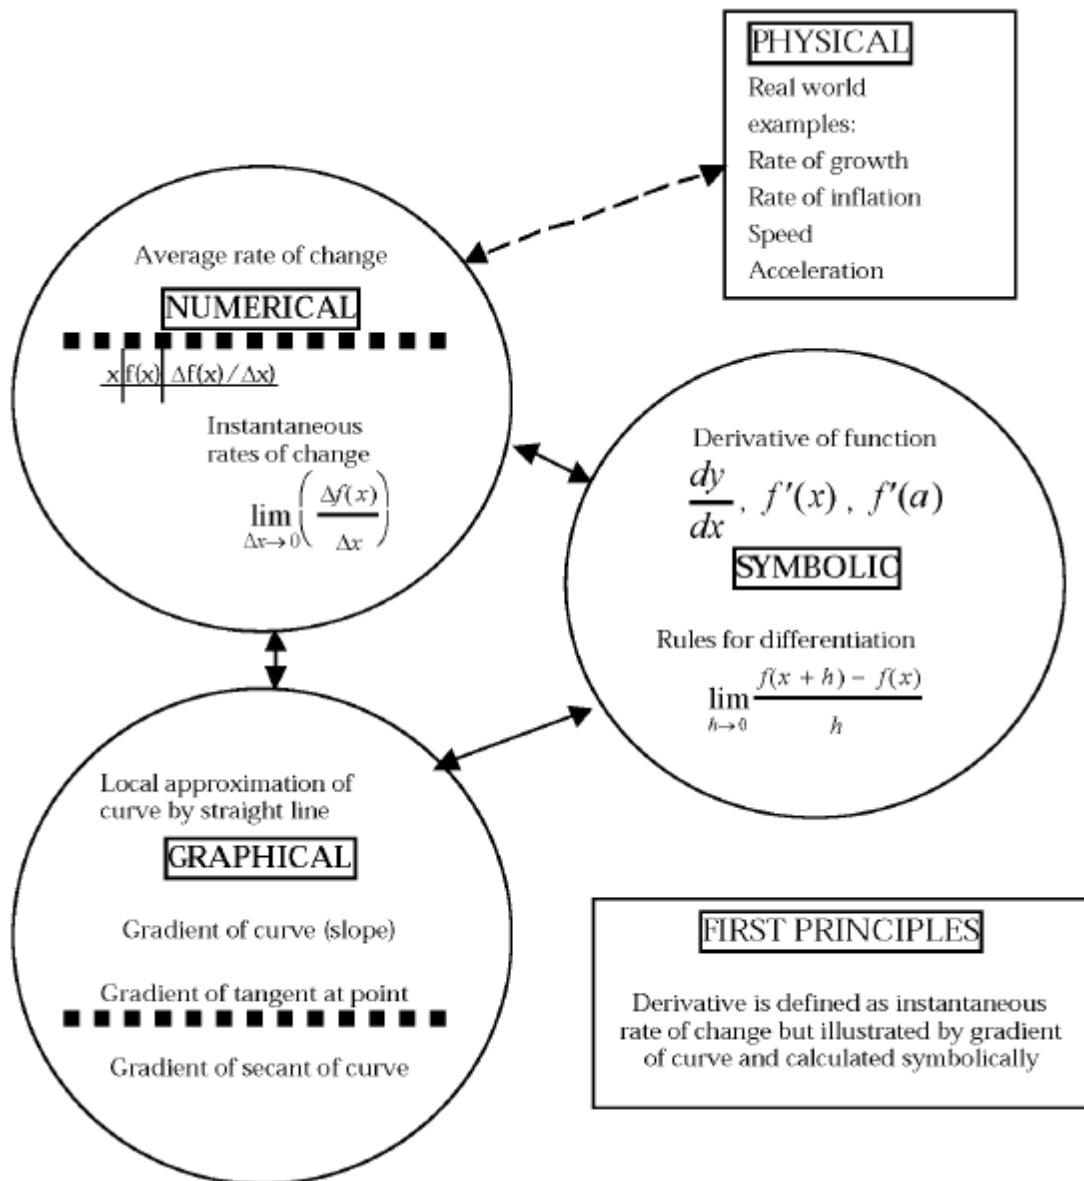 PHYSICAL
Real world
examples:
Rate of growth
Rate of inflation
Speed
Acceleration
Average rate of change
NUMERICAL
x f(x) Δf(x)/Δx)
Instantaneous
rates of change
lim Δx→0 (Δf(x) / Δx)
Derivative of function
dy/dx , f'(x) , f'(a)
SYMBOLIC
Rules for differentiation
lim h→0 f(x + h) − f(x) / h
Local approximation of
curve by straight line
GRAPHICAL
Gradient of curve (slope)
Gradient of tangent at point
Gradient of secant of curve
FIRST PRINCIPLES
Derivative is defined as instantaneous
rate of change but illustrated by gradient
of curve and calculated symbolically